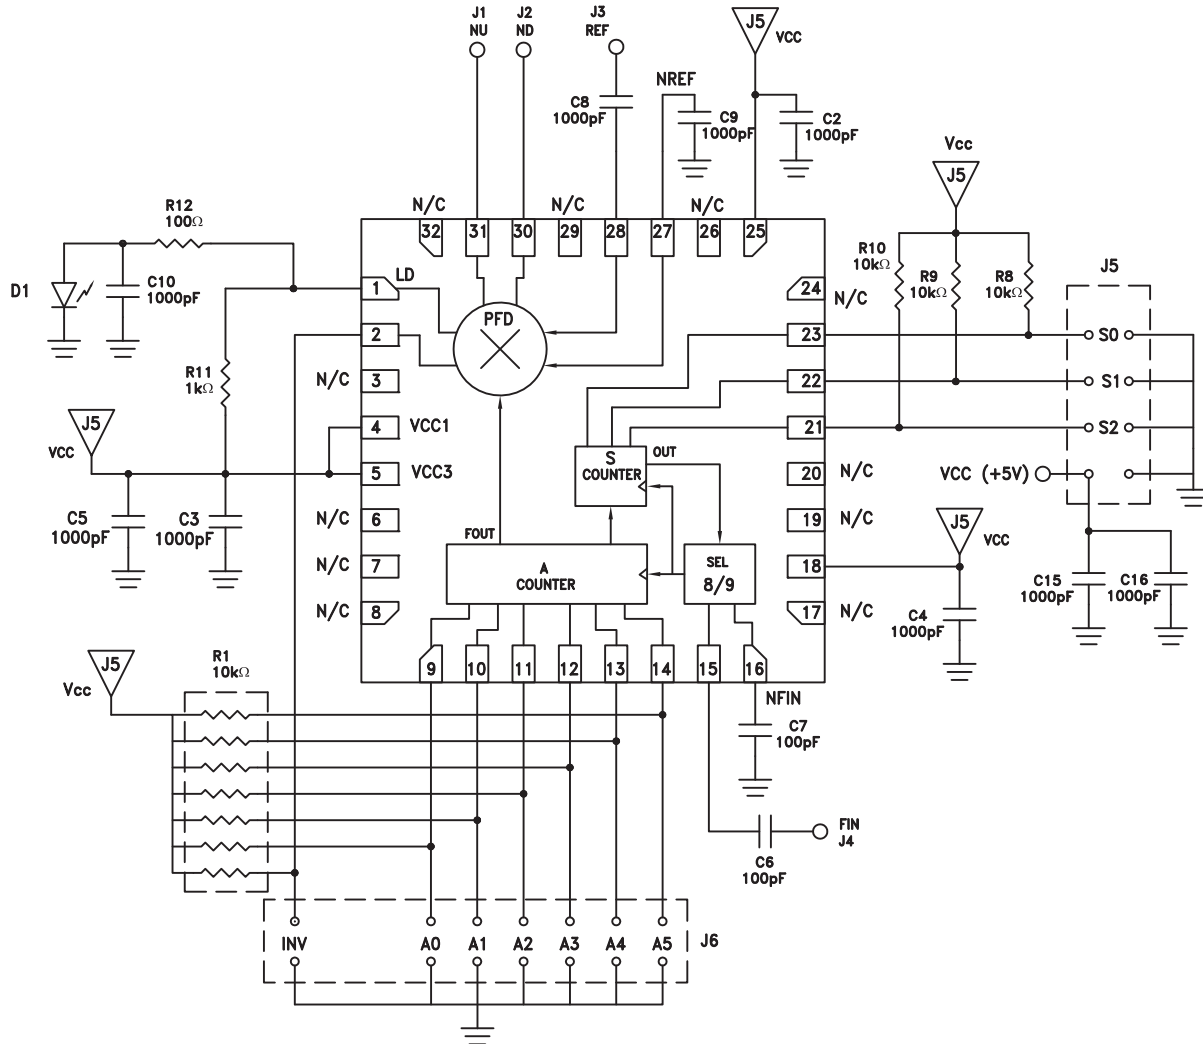 J1
NU
J2
ND
J3
REF
J5
VCC
NREF
C8
1000pF
C9
1000pF
C2
1000pF
Vcc
J5
R12
100Ω
N/C
N/C
N/C
32
31
30
29
28
27
26
25
R10
10kΩ
R9
10kΩ
R8
10kΩ
J5
D1
C10
1000pF
LD
1
PFD
24
N/C
2
23
S0
R11
1kΩ
N/C
3
22
S1
J5
VCC
4
VCC1
21
S2
5
VCC3
S
COUNTER
OUT
20
N/C
VCC (+5V)
C5
1000pF
C3
1000pF
N/C
6
19
N/C
J5
VCC
FOUT
N/C
7
A
COUNTER
SEL
8/9
18
C15
1000pF
C16
1000pF
N/C
8
17
N/C
C4
1000pF
J5
Vcc
R1
10kΩ
9
10
11
12
13
14
15
16
NFIN
C7
100pF
FIN
J4
C6
100pF
INV
A0
A1
A2
A3
A4
A5
J6